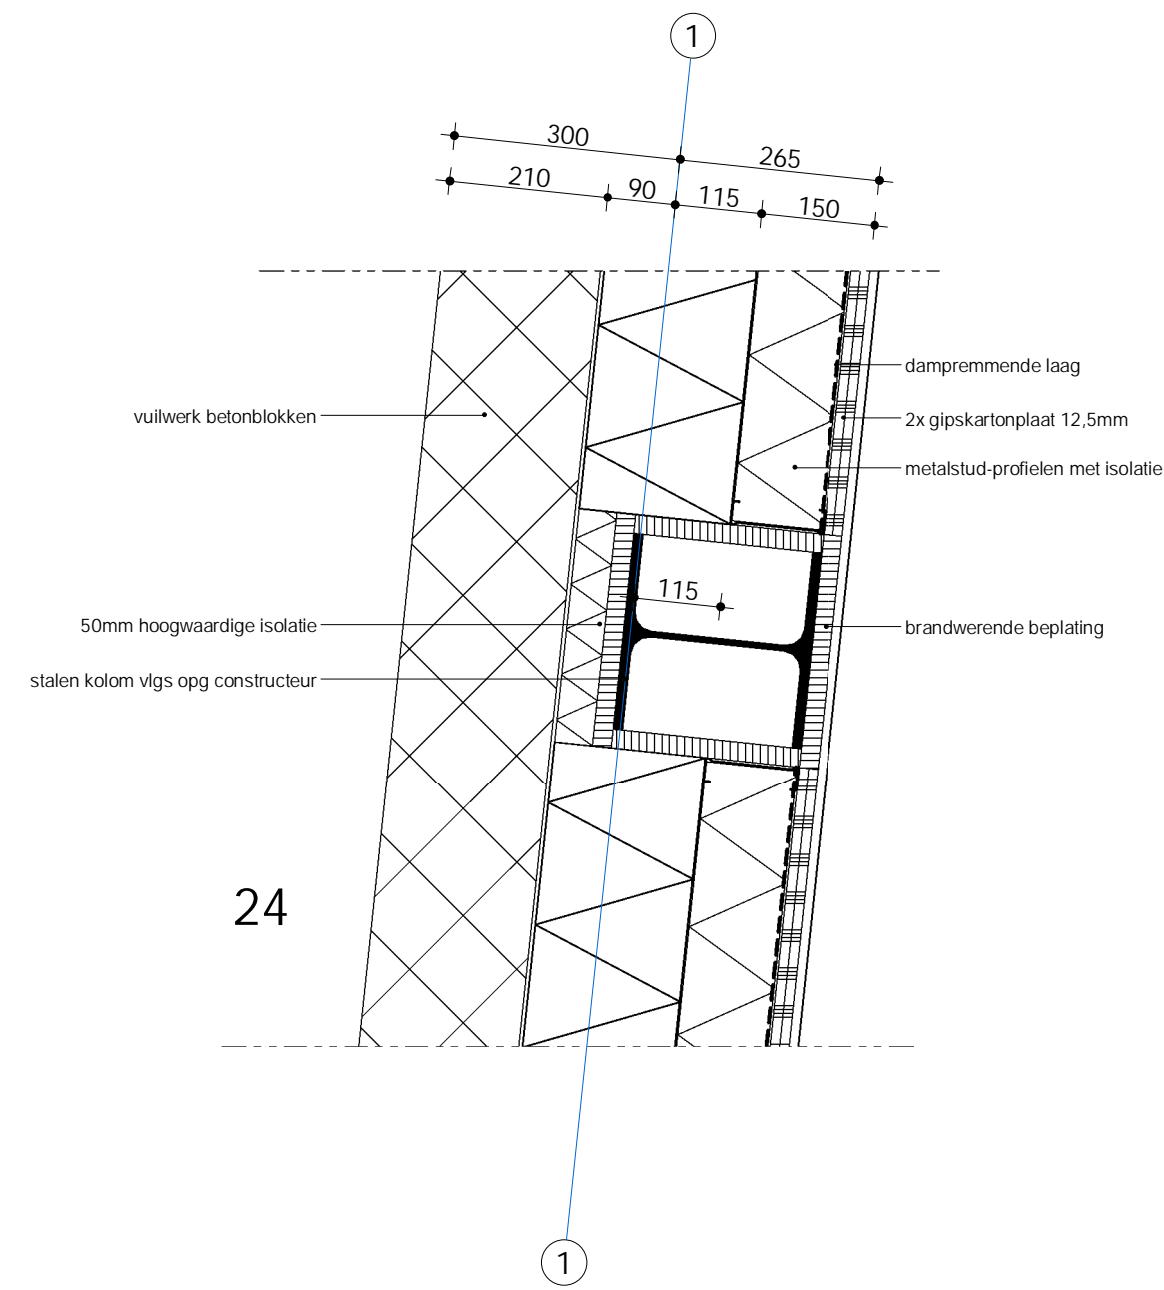 1
300
265
210
90
115
150
dampremmende laag
vuilwerk betonblokken
2x gipskartonplaat 12,5mm
metalstud-profielen met isolatie
115
50mm hoogwaardige isolatie
brandwerende beplating
stalen kolom vlgs opg constructeur
24
1